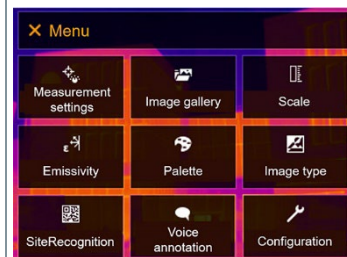 Menu
Measurement
settings
Image gallery
Scale
ε
Emissivity
Palette
Image type
SiteRecognition
Voice
annotation
Configuration